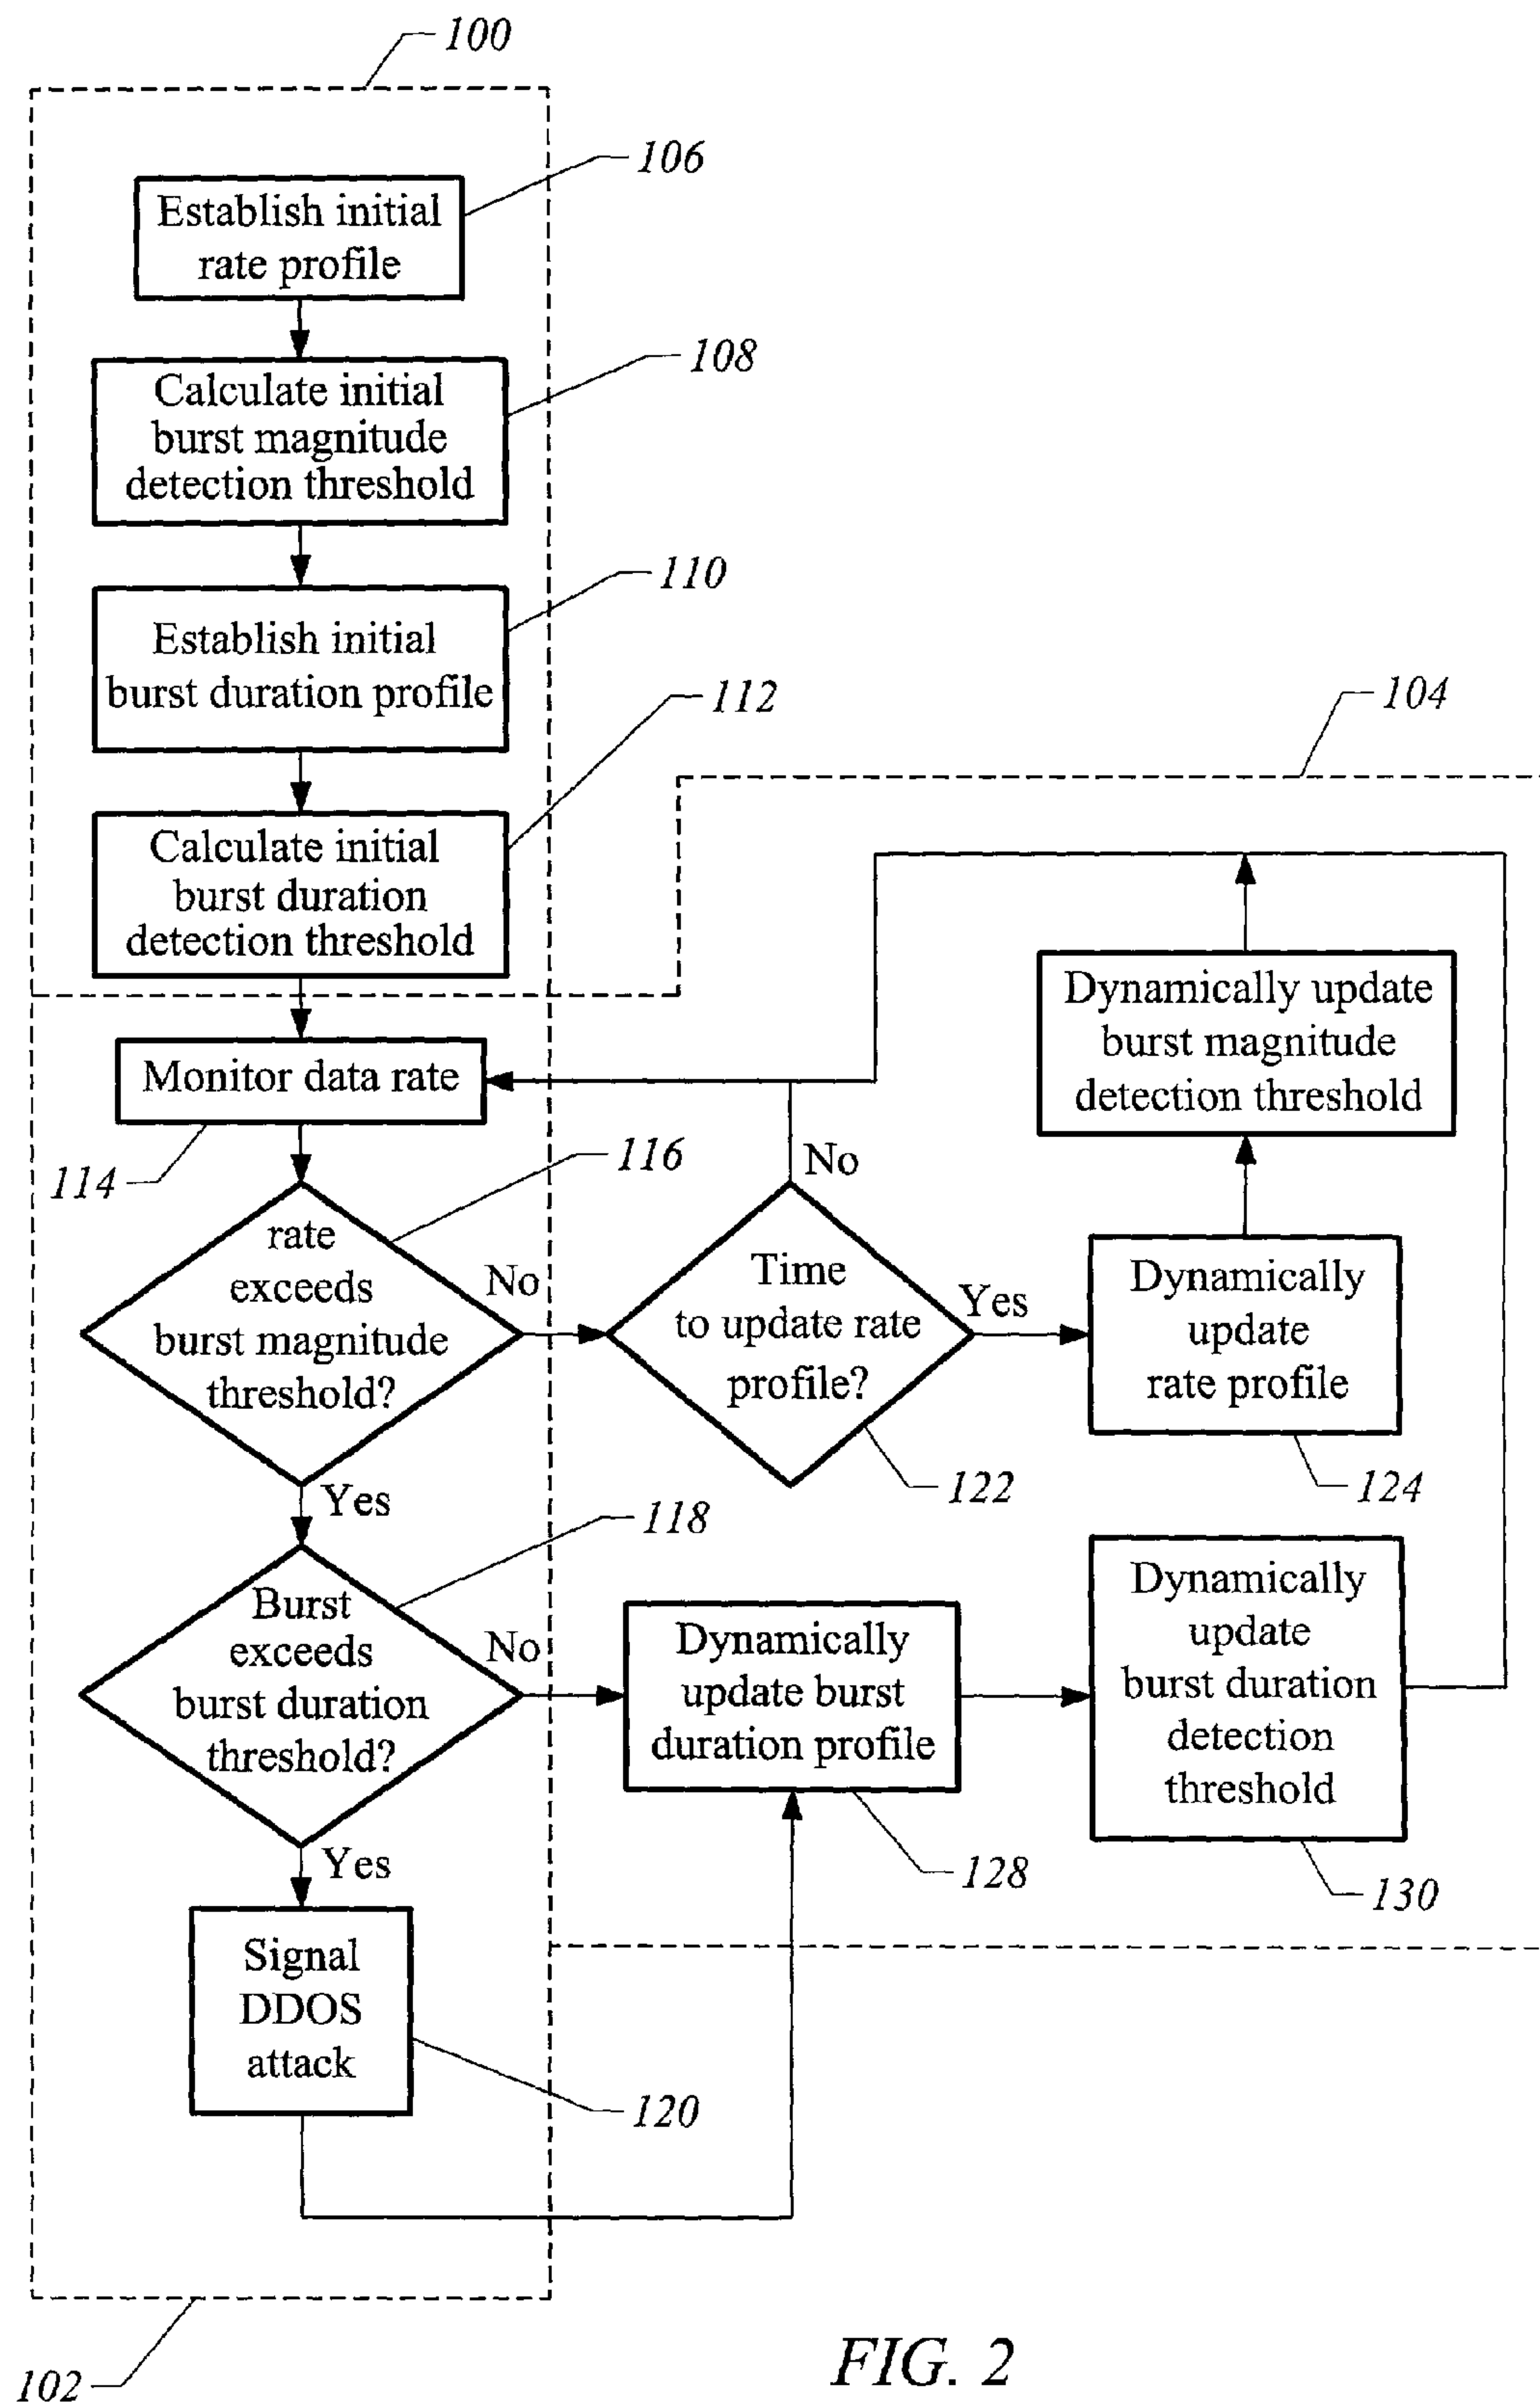 100
106
Establish initial
rate profile
108
Calculate initial
burst magnitude
detection threshold
110
Establish initial
burst duration profile
112
104
Calculate initial
burst duration
detection threshold
Dynamically update
burst magnitude
detection threshold
Monitor data rate
114
116
No
rate
exceeds
burst magnitude
threshold?
No
Time
to update rate
profile?
Yes
Dynamically
update
rate profile
122
124
Yes
118
Burst
exceeds
burst duration
threshold?
No
Dynamically
update burst
duration profile
Dynamically
update
burst duration
detection
threshold
128
130
Yes
Signal
DDOS
attack
120
102
FIG. 2